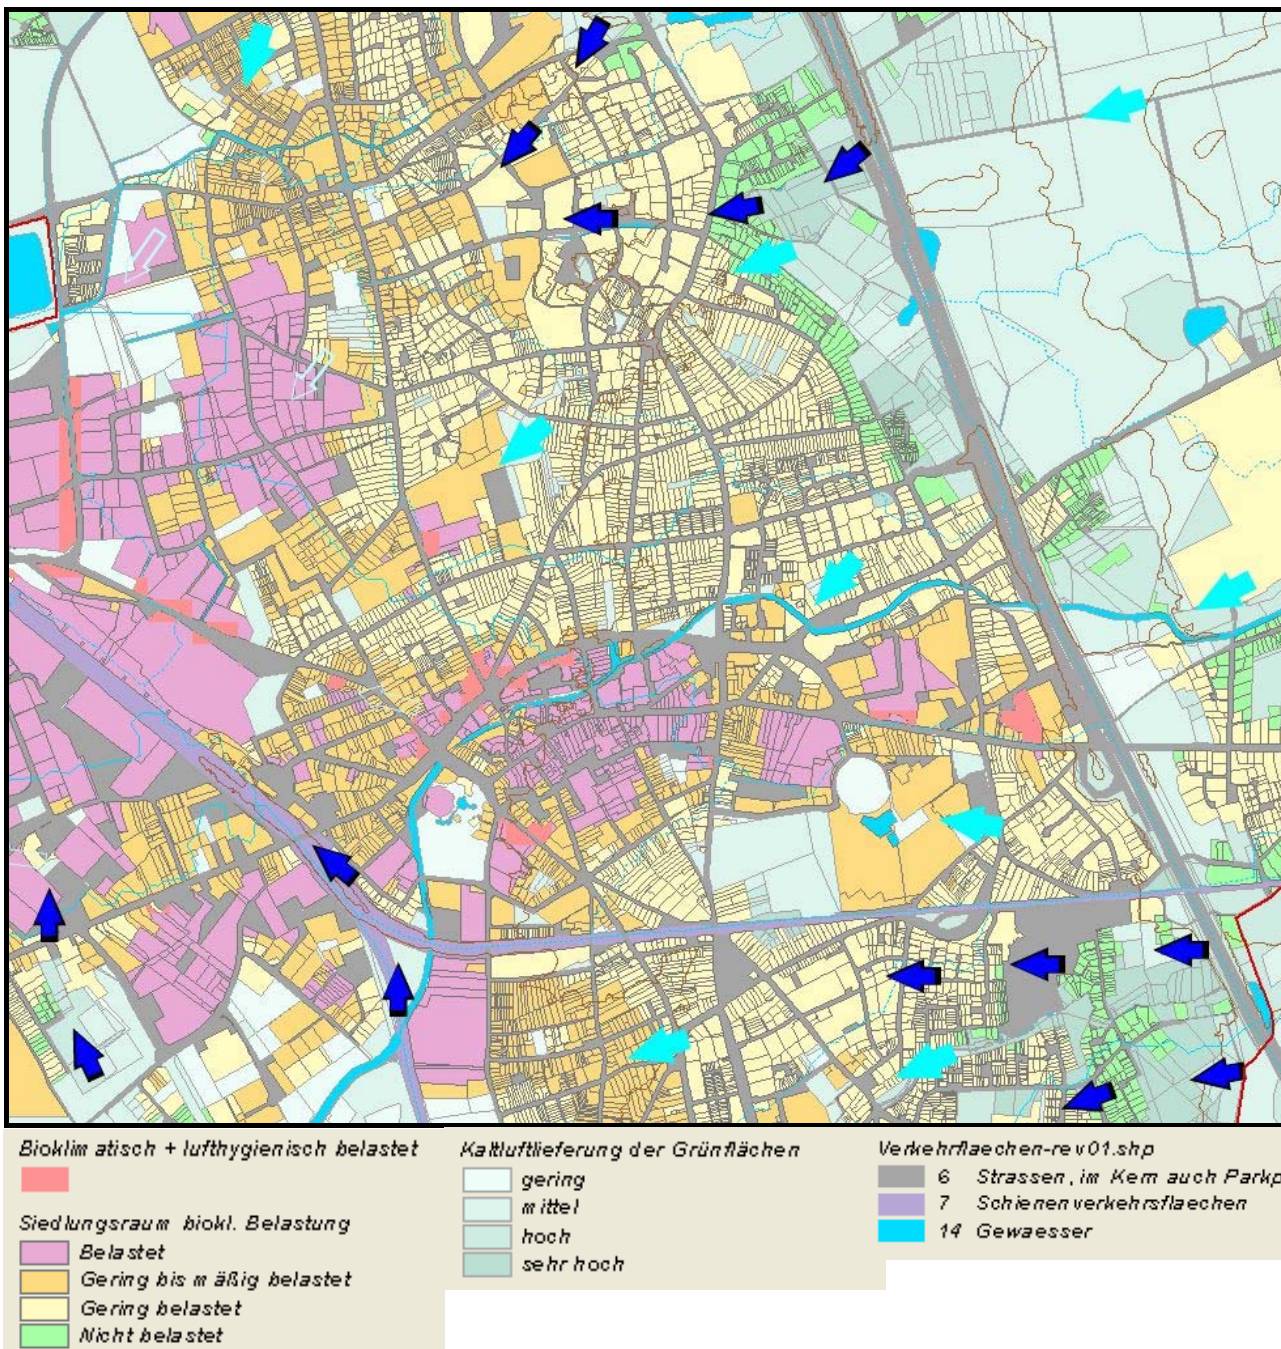 Bioklimatisch + lufthygienisch belastet
Siedlungsraum biokl. Belastung
Belastet
Gering bis mäßig belastet
Gering belastet
Nicht belastet
Kaltluftlieferung der Grünflächen
gering
mittel
hoch
sehr hoch
Verkehrflaechen-rev01.shp
6 Strassen, im Kern auch Parkp
7 Schienenverkehrsflaechen
14 Gewaesser